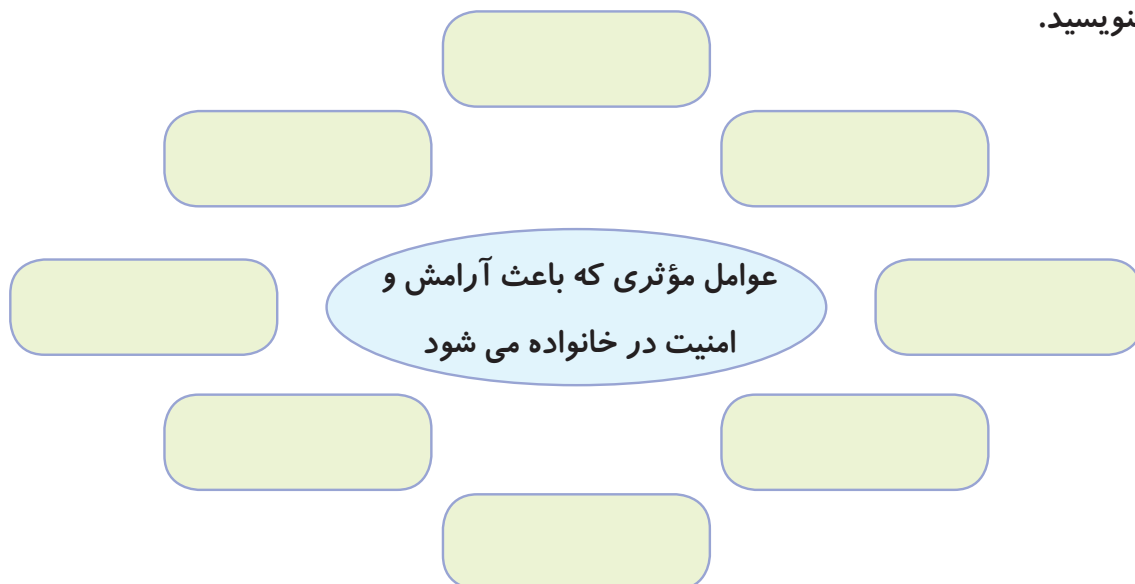 نویسید.
عوامل مؤثری که باعث آرامش و
امنیت در خانواده می شود